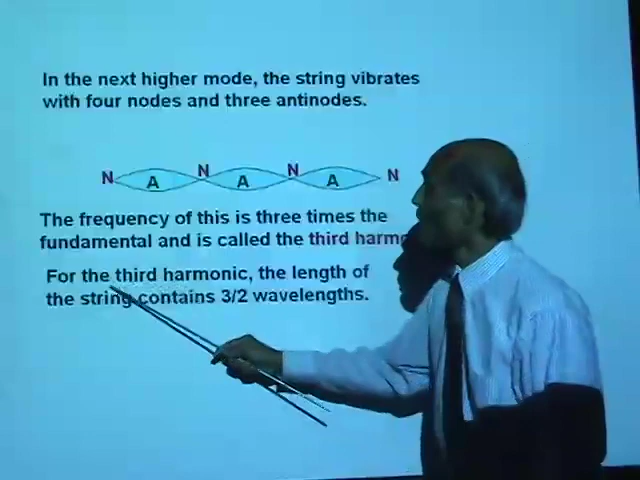 In the next higher mode, the string vibrates
with four nodes and three antinodes.
N A N A N A N
The frequency of this is three times the
fundamental and is called the third harm
For the third harmonic, the length of
the string contains 3/2 wavelengths.